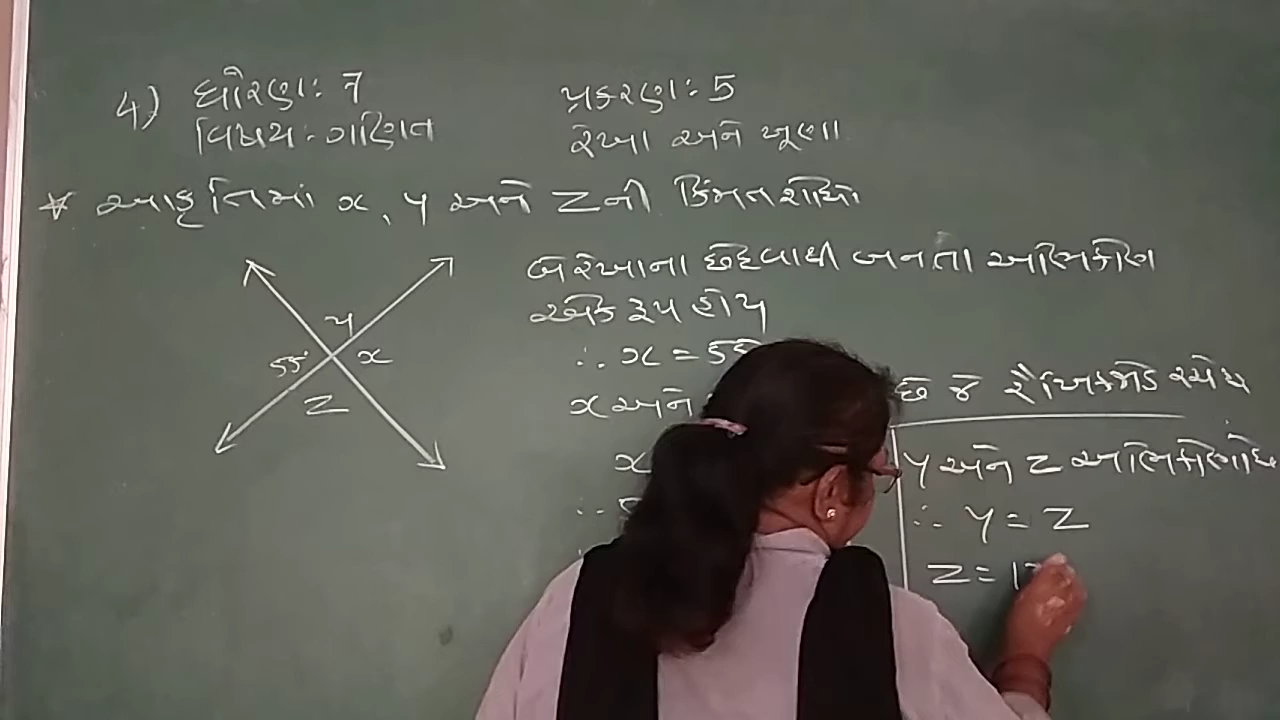 4) ધોરણ: 7 પ્રકરણ: 5
વિષય: ગણિત રેખા અને ખૂણા
* આકૃતિમાં x, y અને z ની કિંમત શોધો
y
55° x
z
બે રેખાના છેદવાથી બનતા અભિકોણ
એકરૂપ હોય
∴ x = 55
x અને છે જે રૈખિક જોડ રચે છે
x
y અને z અભિકોણો છે
∴ y = z
z = 1